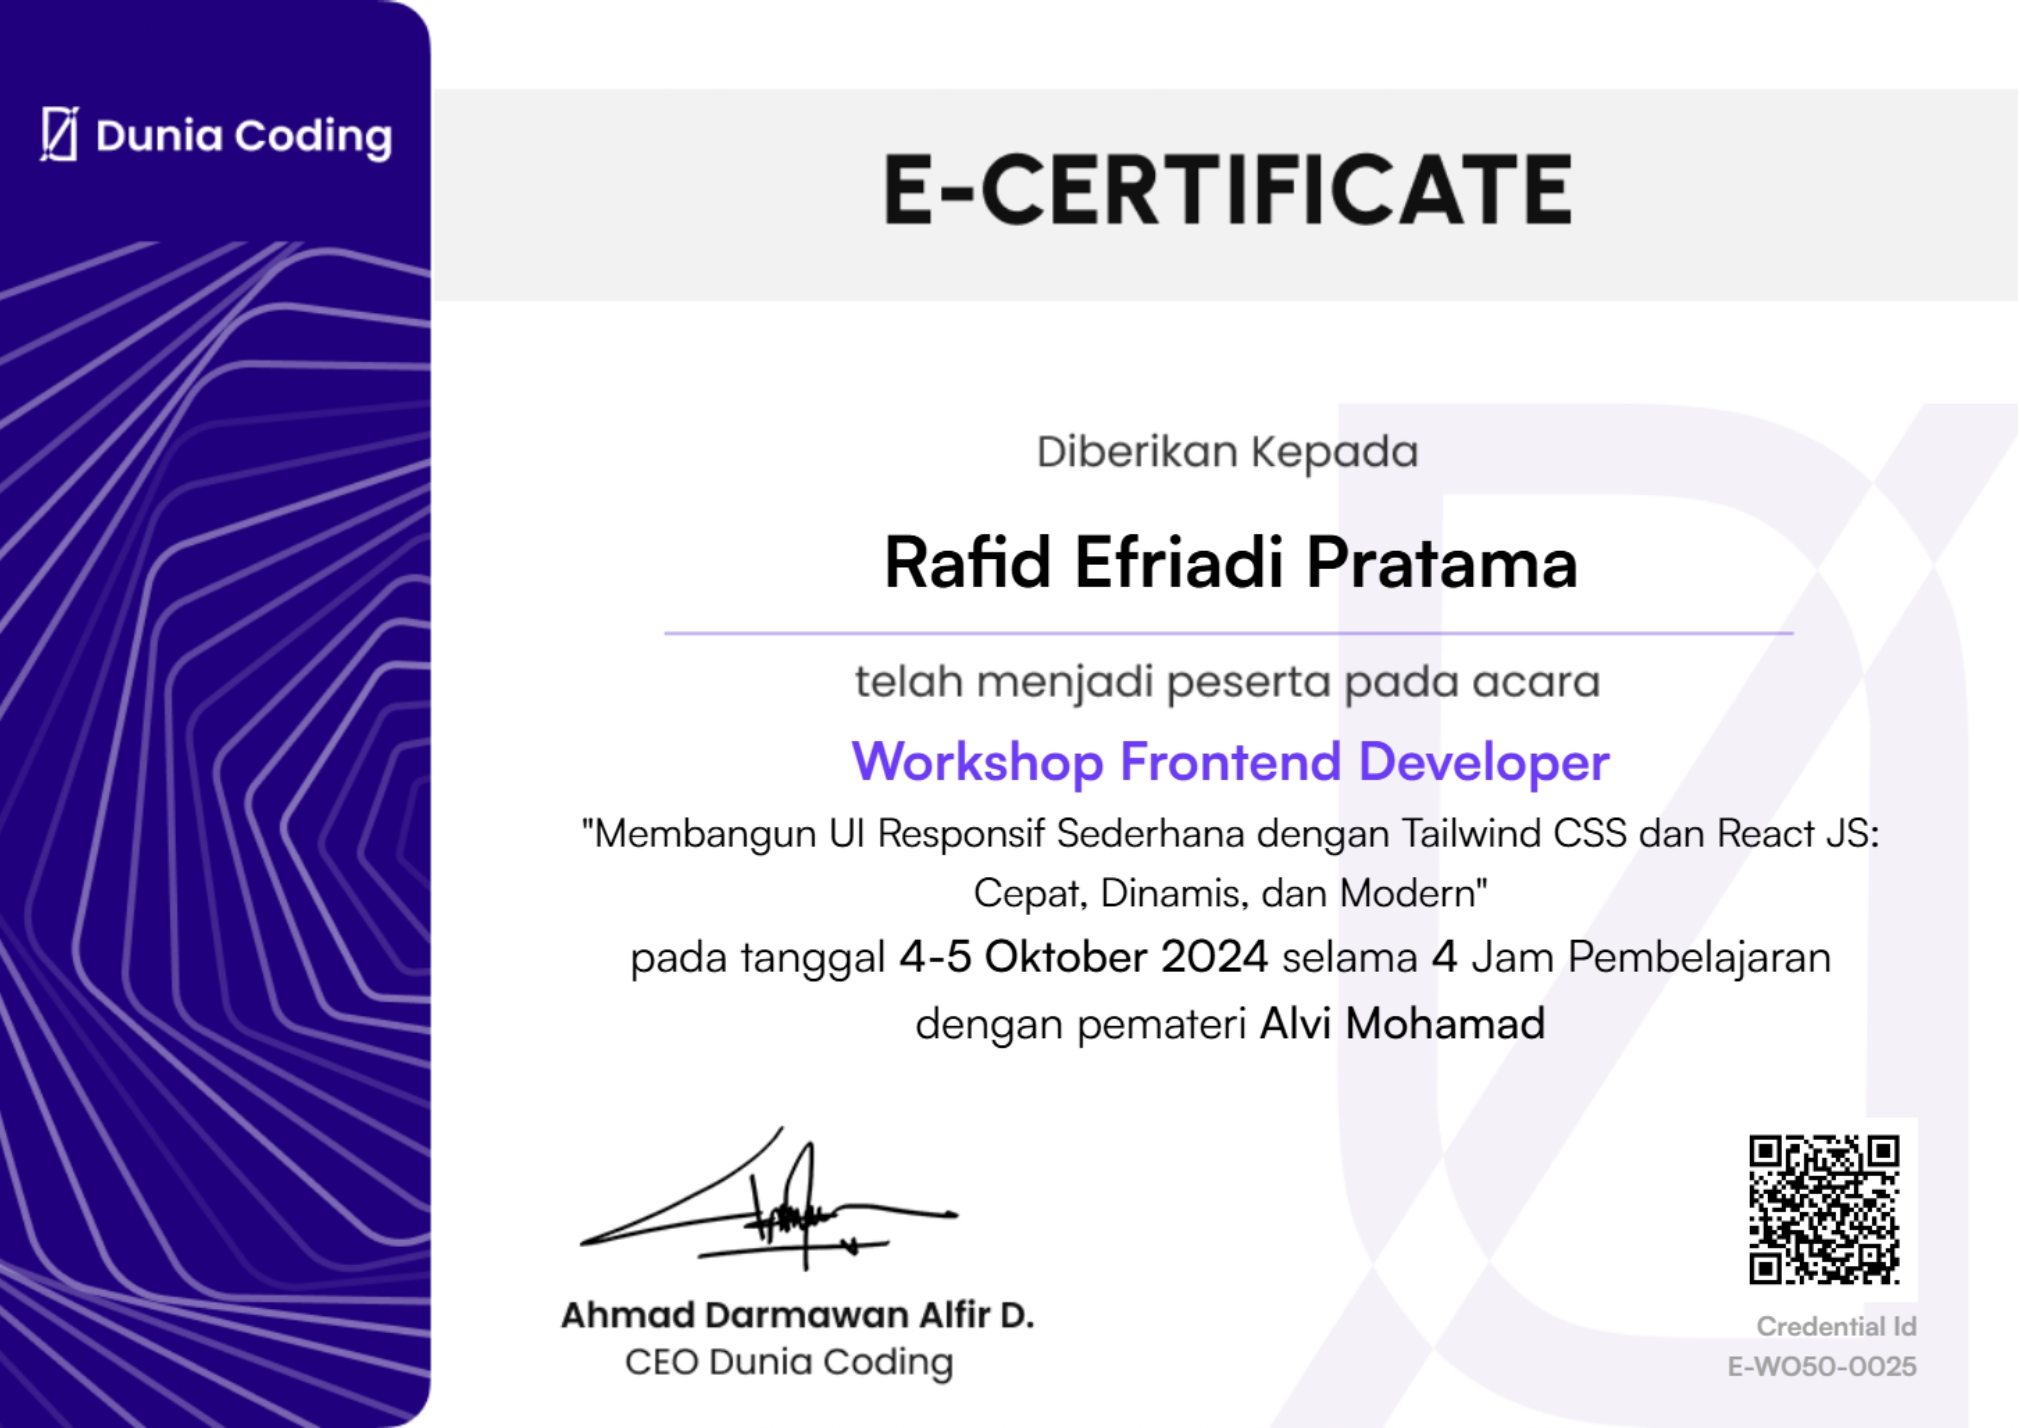 Dunia Coding
E-CERTIFICATE
Diberikan Kepada
Rafid Efriadi Pratama
telah menjadi peserta pada acara
Workshop Frontend Developer
"Membangun UI Responsif Sederhana dengan Tailwind CSS dan React JS:
Cepat, Dinamis, dan Modern"
pada tanggal 4-5 Oktober 2024 selama 4 Jam Pembelajaran
dengan pemateri Alvi Mohamad
Ahmad Darmawan Alfir D.
CEO Dunia Coding
Credential Id
E-WO50-0025